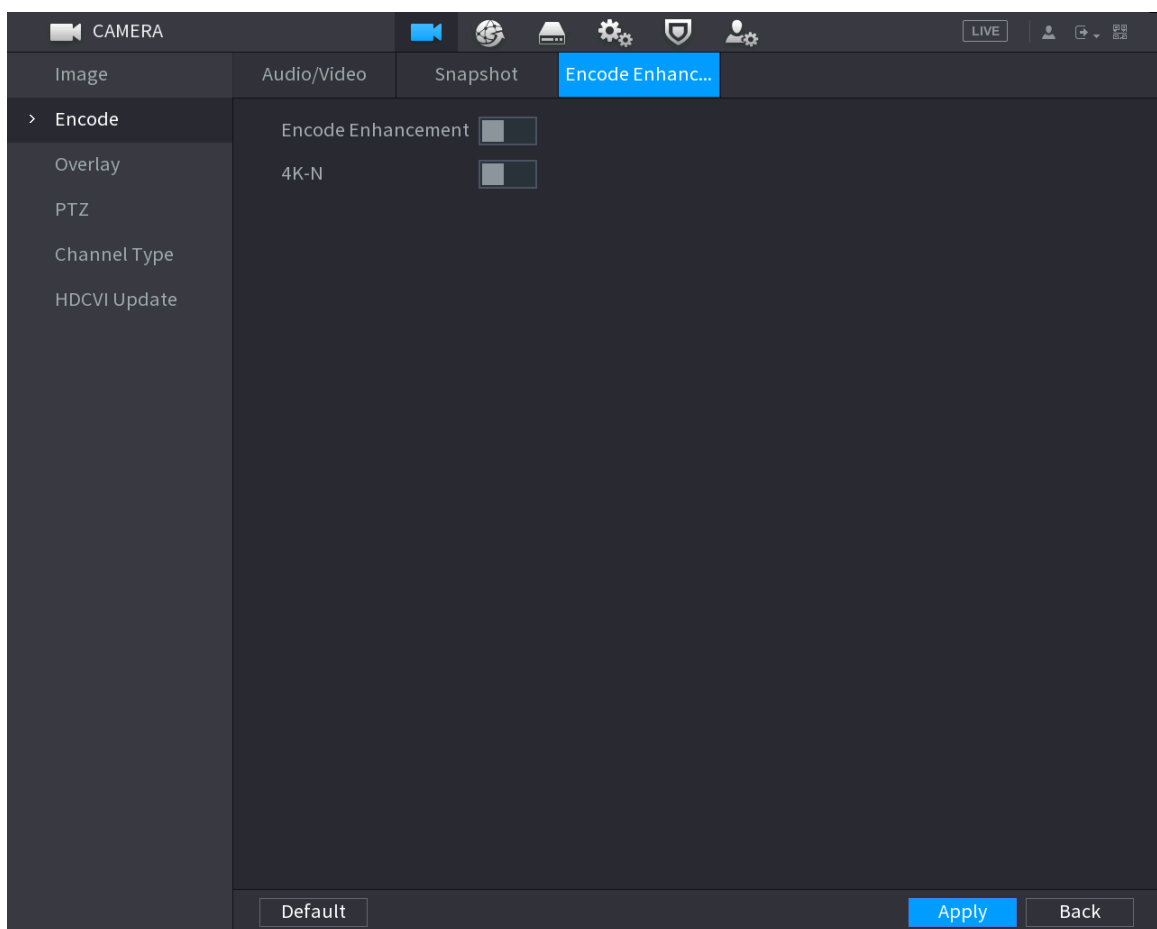 CAMERA
LIVE
Image
Audio/Video
Snapshot
Encode Enhanc...
Encode
Overlay
PTZ
Channel Type
HDCVI Update
Encode Enhancement
4K-N
Default
Apply
Back